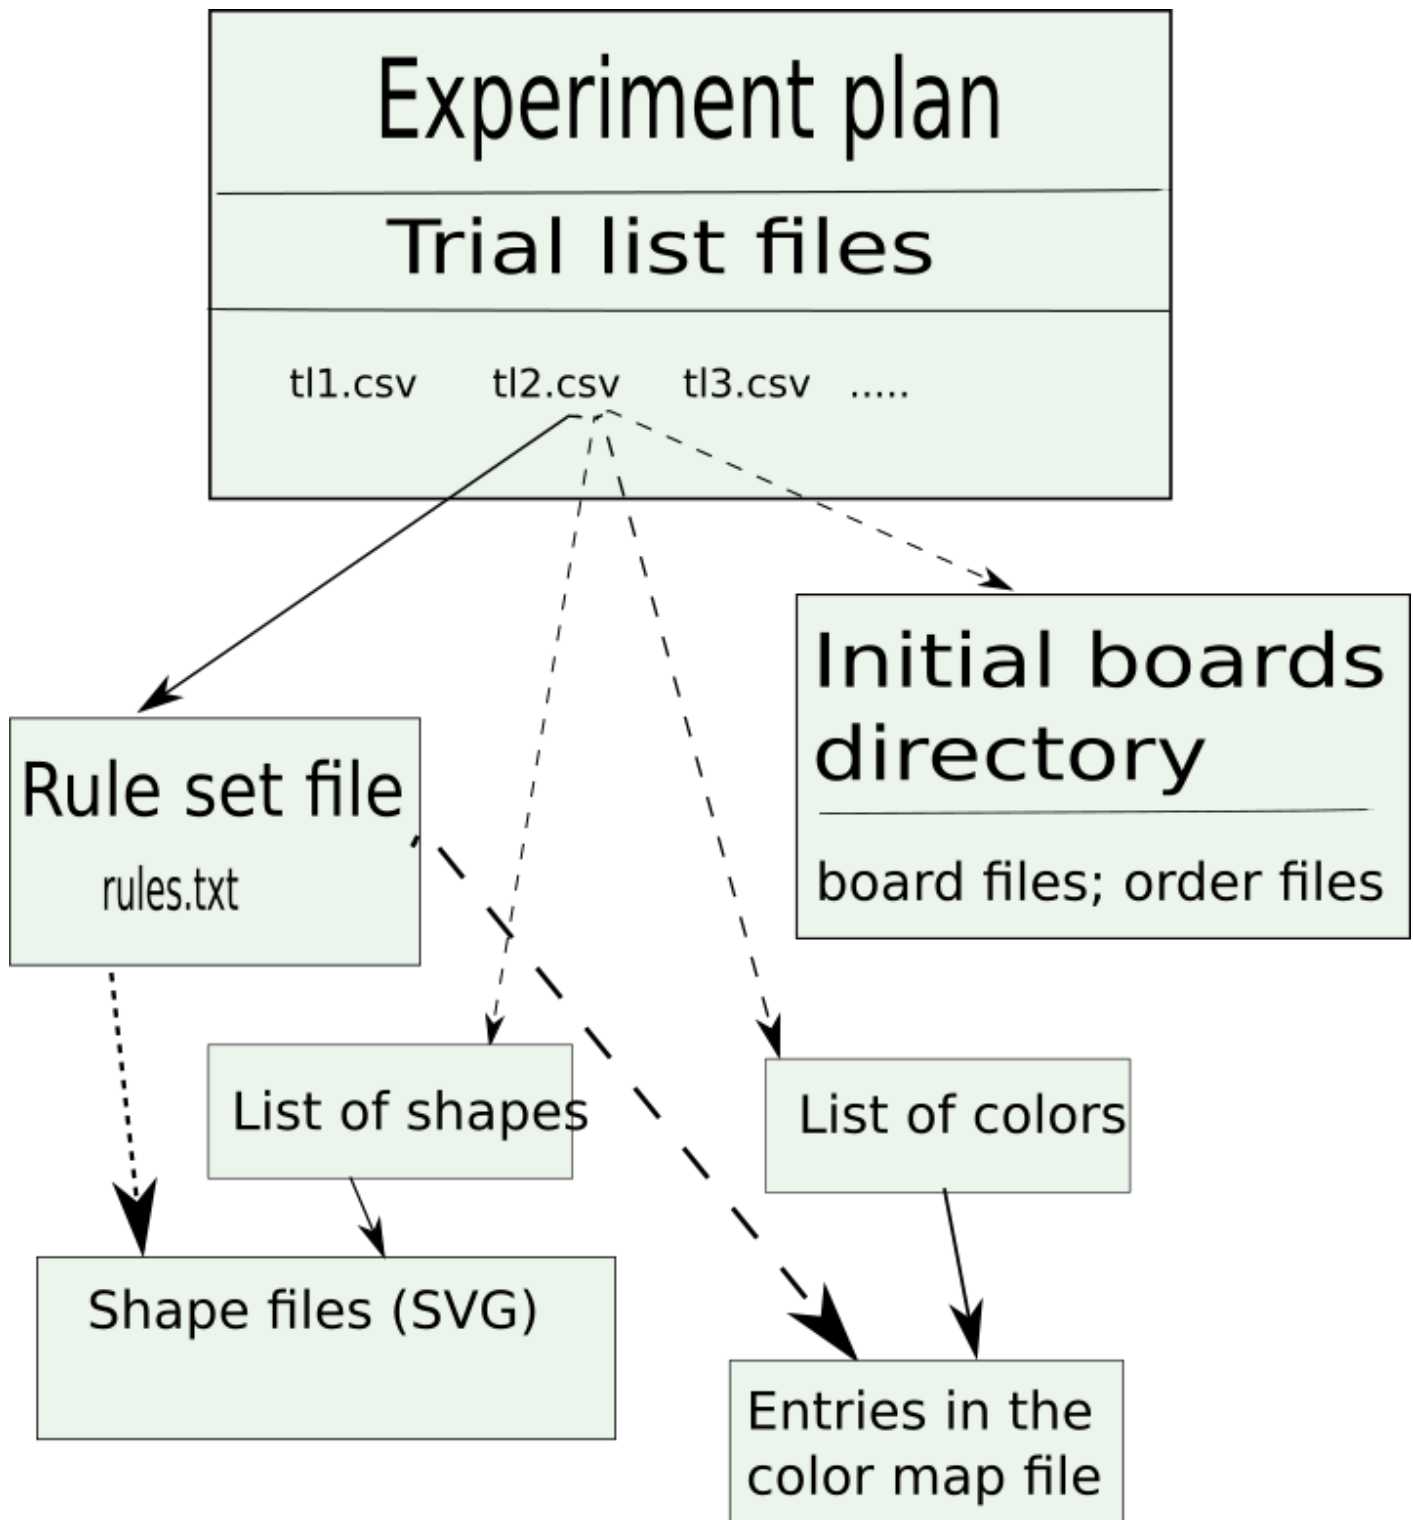 Experiment plan
Trial list files
tl1.csv tl2.csv tl3.csv .....
Initial boards
directory
board files; order files
Rule set file
rules.txt
List of shapes
List of colors
Shape files (SVG)
Entries in the
color map file